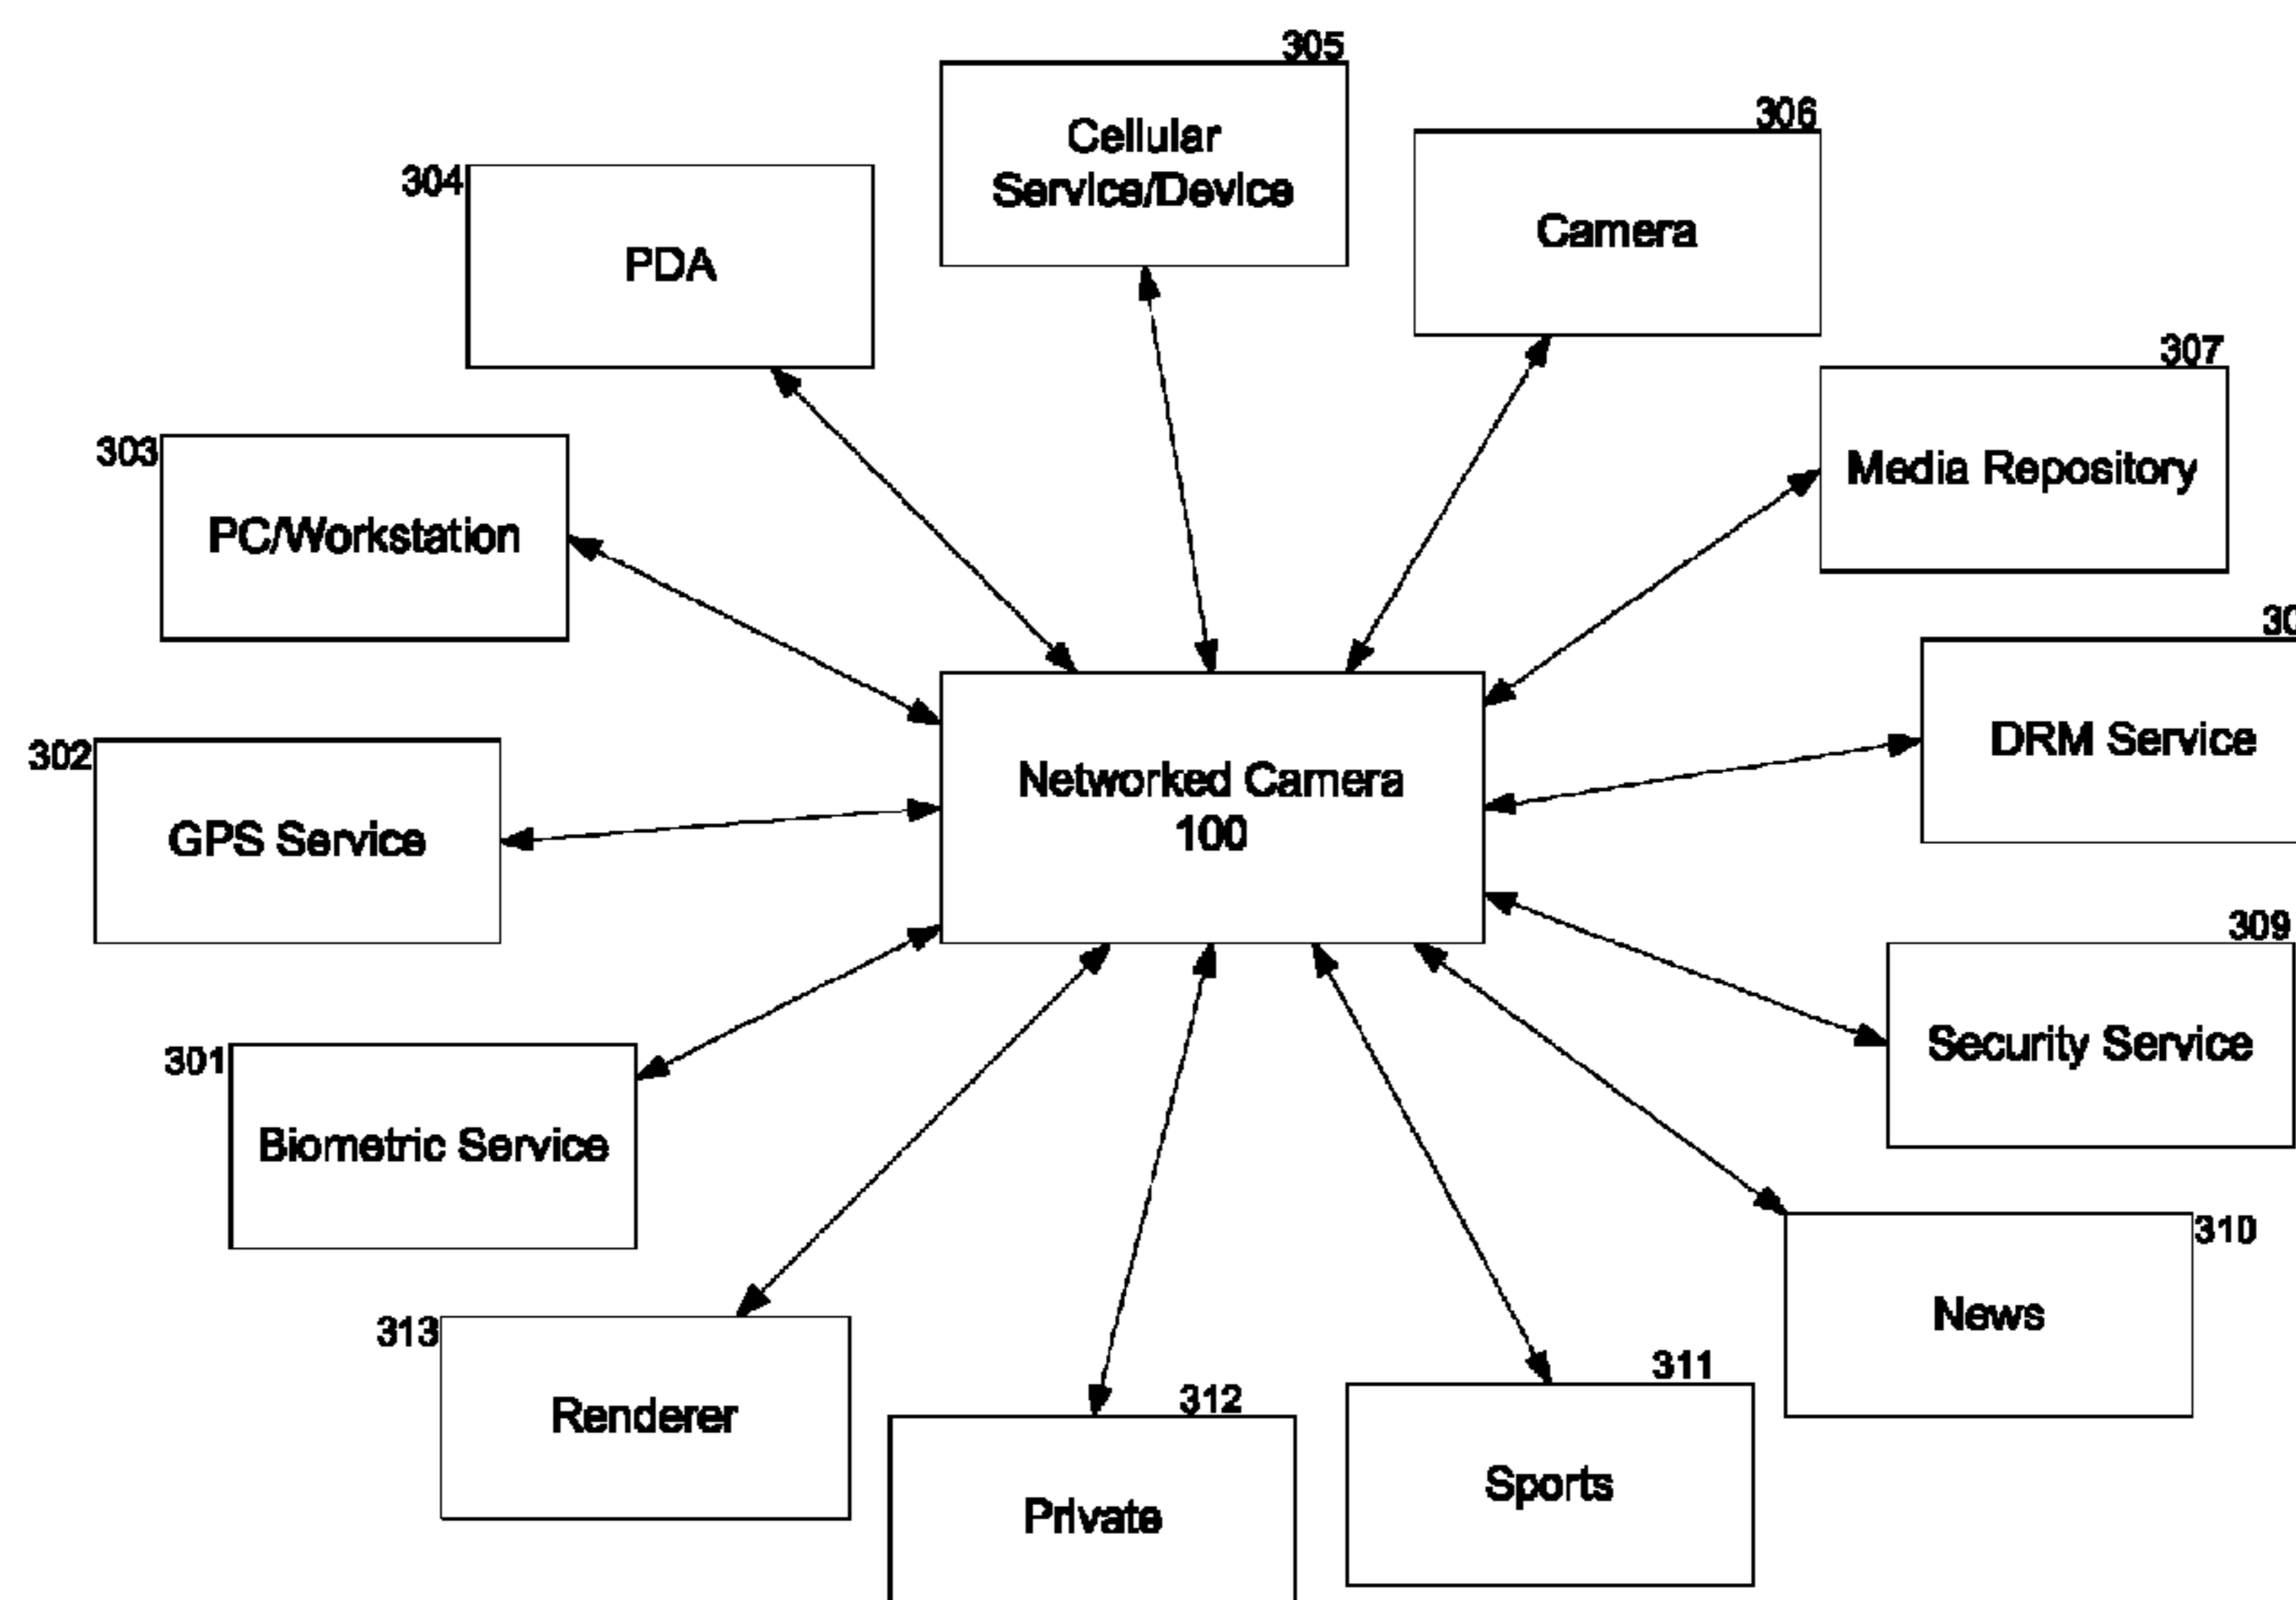 305
Cellular
Service/Device
306
Camera
304
PDA
307
Media Repository
303
PC/Workstation
30
DRM Service
Networked Camera
100
302
GPS Service
309
Security Service
301
Biometric Service
310
News
313
Renderer
311
Sports
312
Private